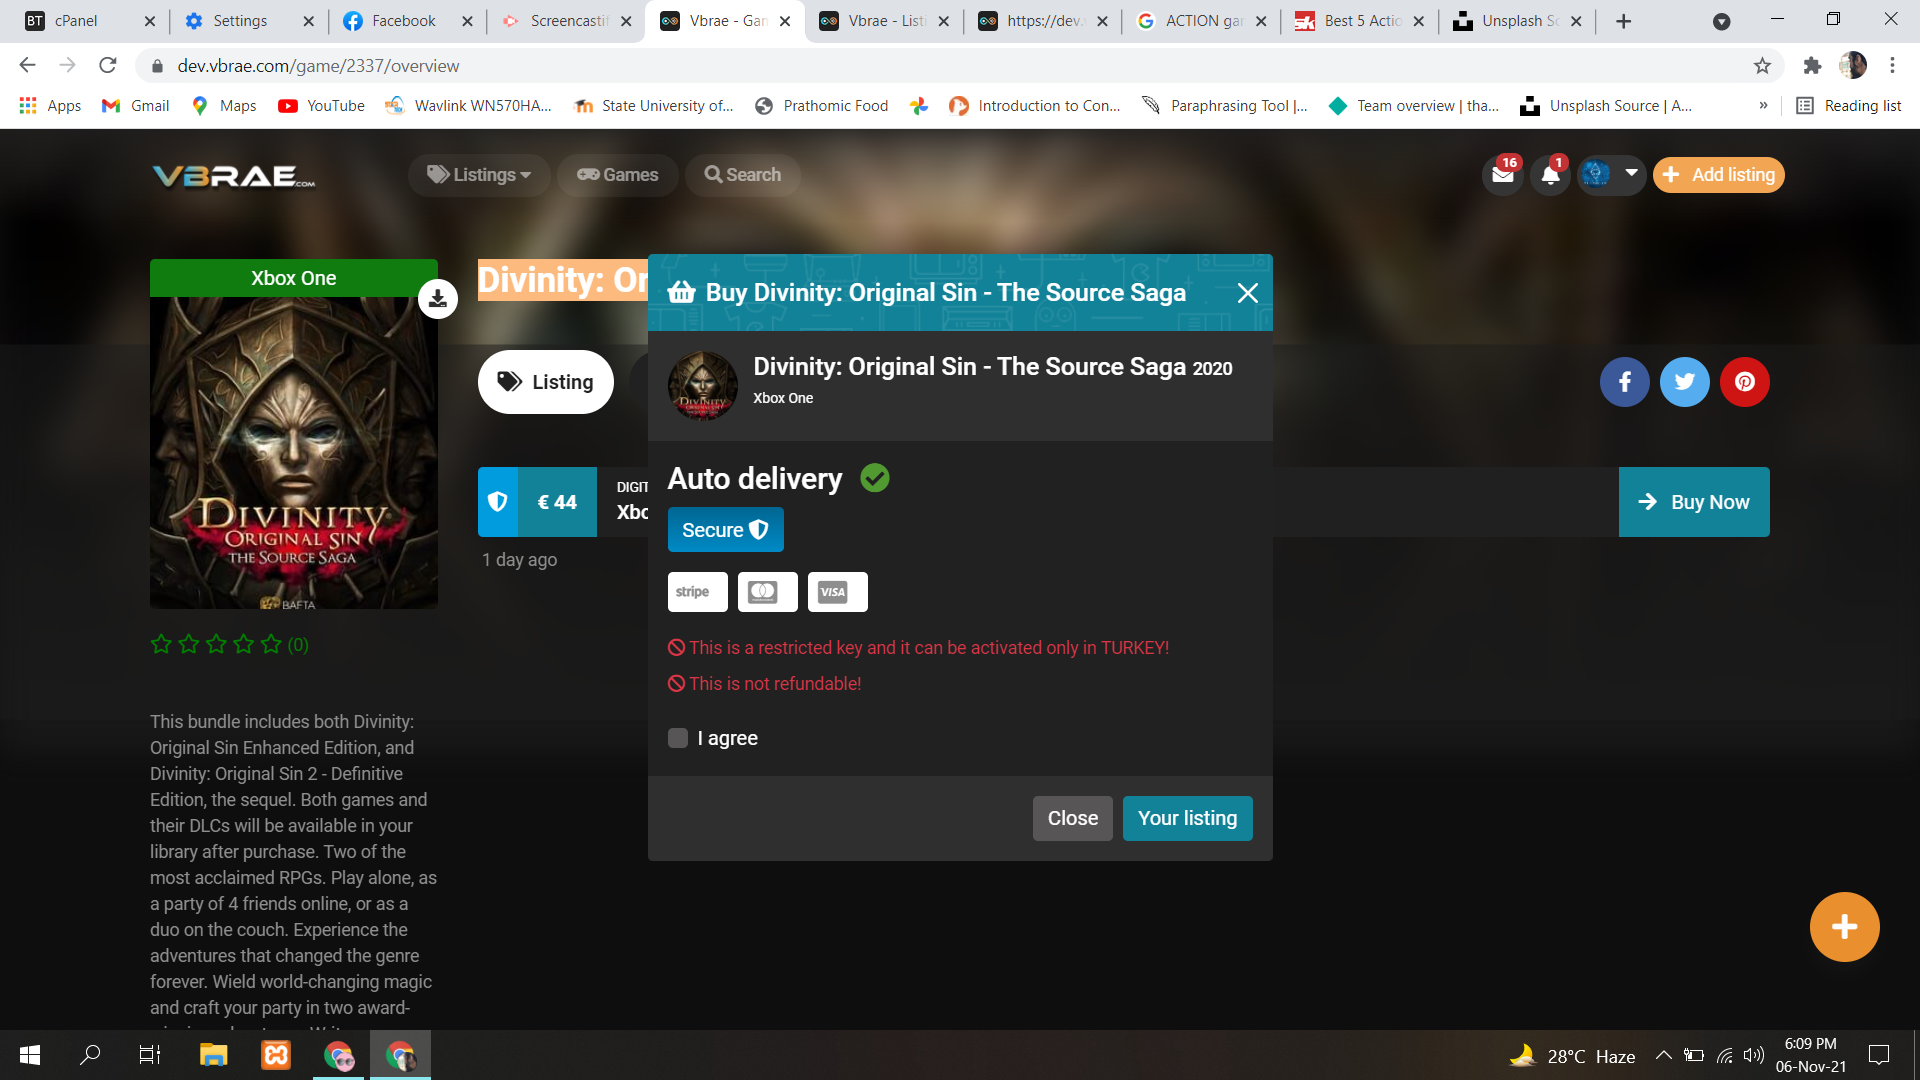 BT cPanel
Settings
Facebook
Screencastif
Vbrae - Gam
Vbrae - Listi
https://dev.v
ACTION gam
Best 5 Actio
Unsplash So
dev.vbrae.com/game/2337/overview
Apps
Gmail
Maps
YouTube
Wavlink WN570HA...
State University of...
Prathomic Food
Introduction to Con...
Paraphrasing Tool |...
Team overview | tha...
Unsplash Source | A...
»
Reading list
VBRAE.COM
Listings
Games
Search
16
1
Add listing
Xbox One
DIVINITY
ORIGINAL SIN
THE SOURCE SAGA
BAFTA
(0)
This bundle includes both Divinity:
Original Sin Enhanced Edition, and
Divinity: Original Sin 2 - Definitive
Edition, the sequel. Both games and
their DLCs will be available in your
library after purchase. Two of the
most acclaimed RPGs. Play alone, as
a party of 4 friends online, or as a
duo on the couch. Experience the
adventures that changed the genre
forever. Wield world-changing magic
and craft your party in two award-
Divinity: Or
Listing
€ 44
DIGIT
Xbo
1 day ago
Buy Now
Buy Divinity: Original Sin - The Source Saga
Divinity: Original Sin - The Source Saga 2020
Xbox One
Auto delivery
Secure
stripe
VISA
This is a restricted key and it can be activated only in TURKEY!
This is not refundable!
I agree
Close
Your listing
28°C Haze
6:09 PM
06-Nov-21